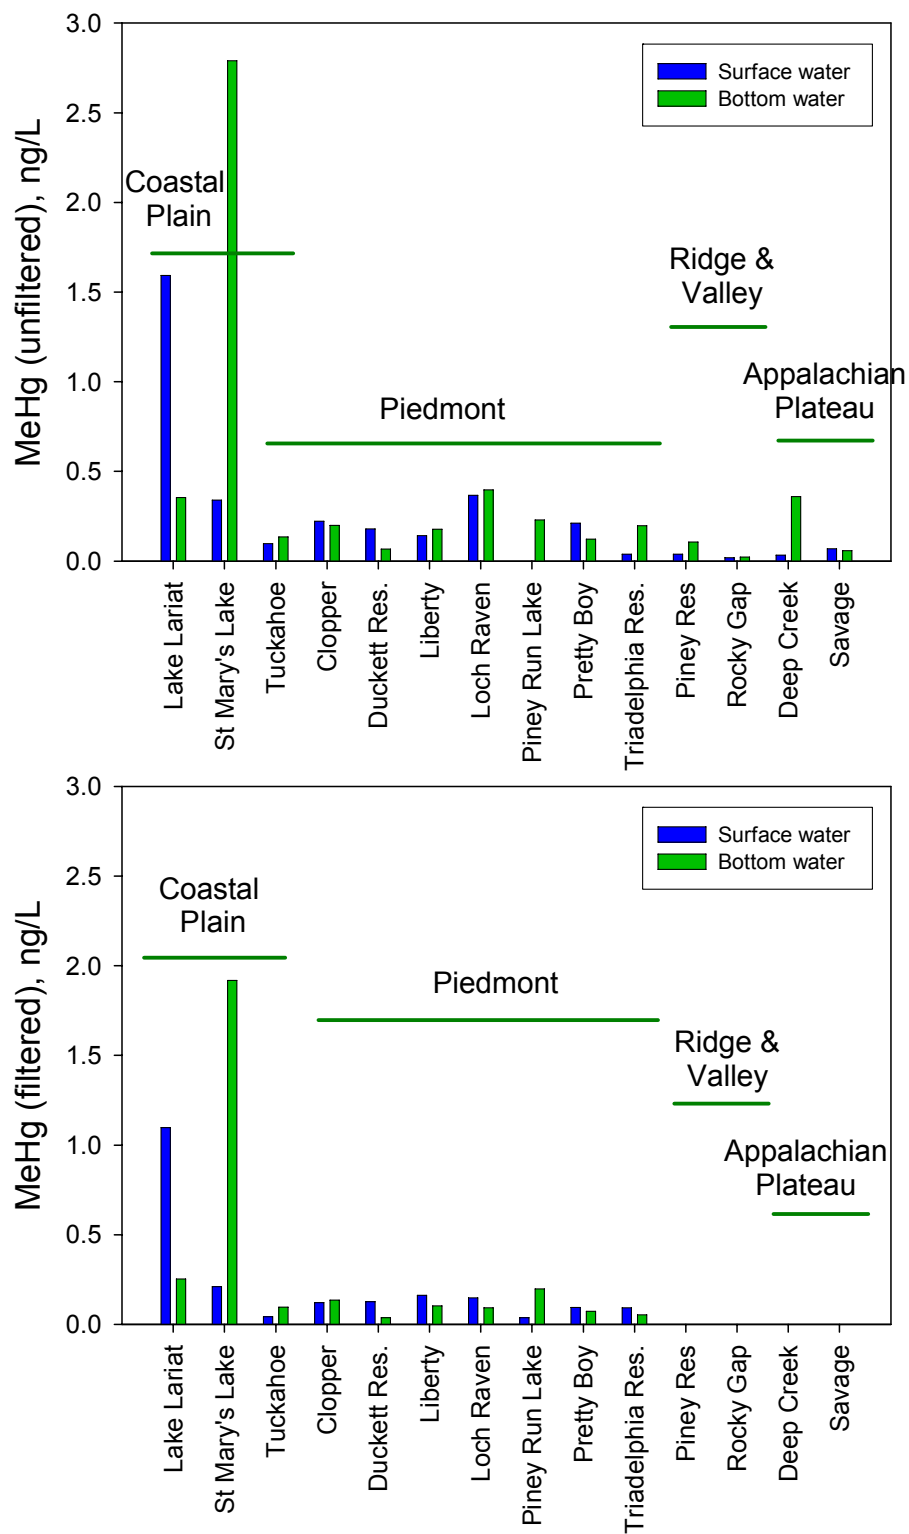 MeHg (unfiltered), ng/L
3.0
2.5
2.0
1.5
1.0
0.5
0.0
Surface water
Bottom water
Coastal
Plain
Piedmont
Ridge &
Valley
Appalachian
Plateau
Lake Lariat
St Mary's Lake
Tuckahoe
Clopper
Duckett Res.
Liberty
Loch Raven
Piney Run Lake
Pretty Boy
Triadelphia Res.
Piney Res
Rocky Gap
Deep Creek
Savage
MeHg (filtered), ng/L
3.0
2.5
2.0
1.5
1.0
0.5
0.0
Surface water
Bottom water
Coastal
Plain
Piedmont
Ridge &
Valley
Appalachian
Plateau
Lake Lariat
St Mary's Lake
Tuckahoe
Clopper
Duckett Res.
Liberty
Loch Raven
Piney Run Lake
Pretty Boy
Triadelphia Res.
Piney Res
Rocky Gap
Deep Creek
Savage